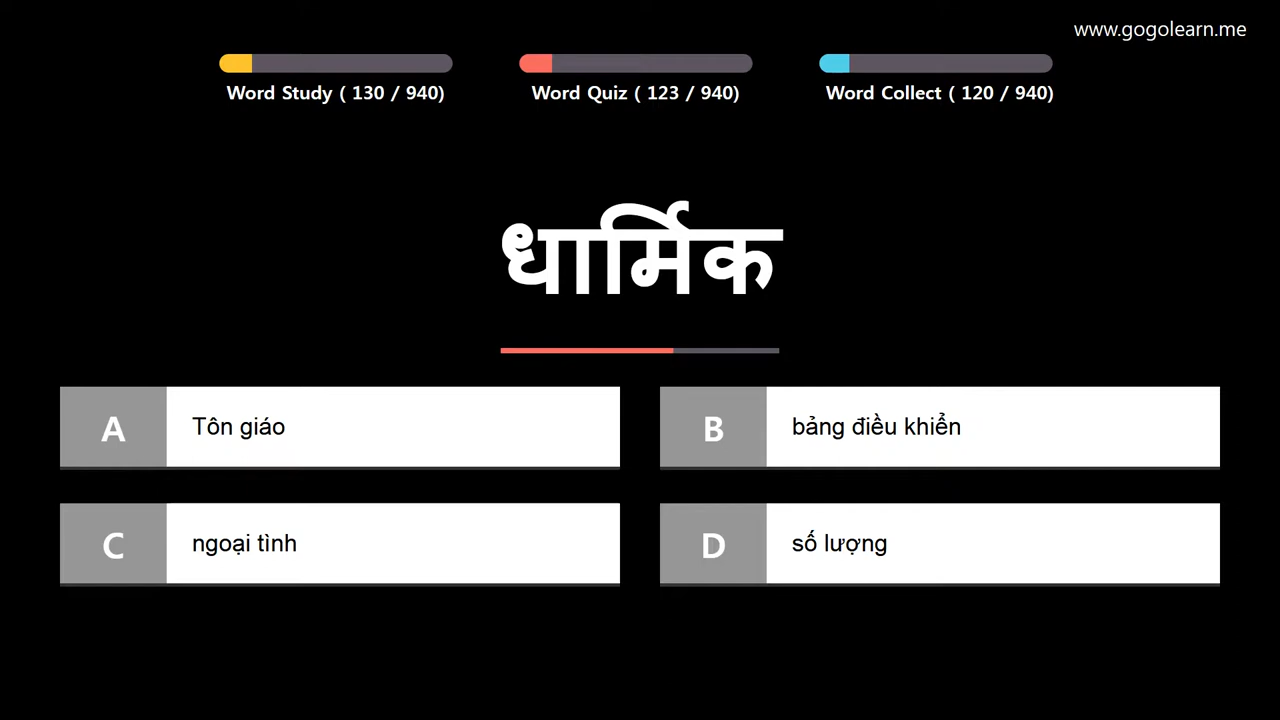 www.gogolearn.me
Word Study ( 130 / 940)
Word Quiz ( 123 / 940)
Word Collect ( 120 / 940)
धार्मिक
A Tôn giáo
B bảng điều khiển
C ngoại tình
D số lượng